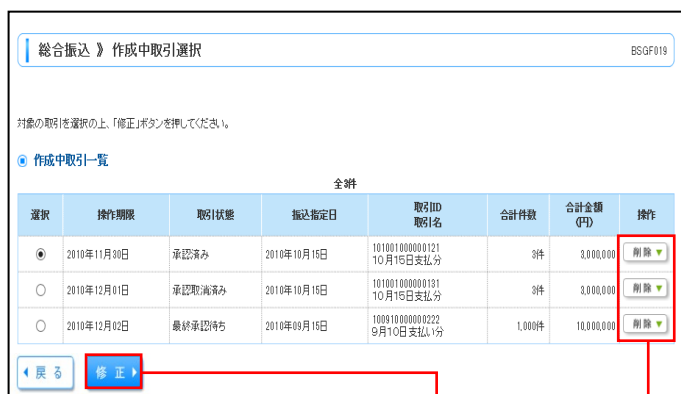 総合振込 》 作成中取引選択
BSGF019
対象の取引を選択の上、「修正」ボタンを押してください。
作成中取引一覧
全3件
選択 操作期限 取引状態 振込指定日 取引ID 取引名 合計件数 合計金額(円) 操作
2010年11月30日 承認済み 2010年10月15日 101001000000121 10月15日支払分 3件 3,000,000 削除▼
2010年12月01日 承認取消済み 2010年10月15日 101001000000131 10月15日支払分 3件 3,000,000 削除▼
2010年12月02日 最終承認待ち 2010年09月15日 100910000000222 9月10日支払い分 1,000件 10,000,000 削除▼
戻る 修正